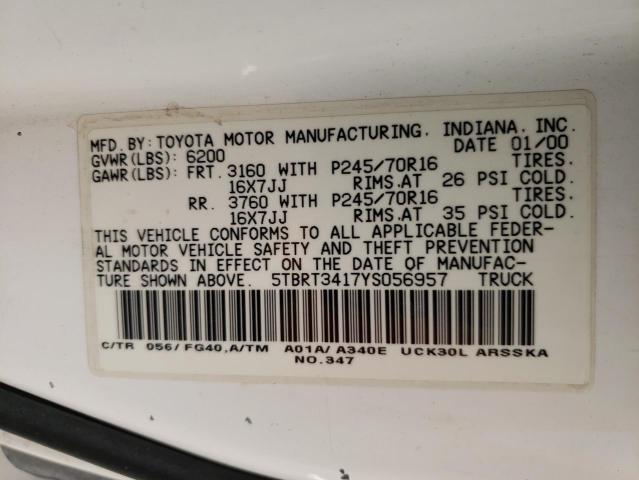 MFD. BY: TOYOTA MOTOR MANUFACTURING, INDIANA, INC.
GVWR(LBS): 6200 DATE 01/00
GAWR(LBS): FRT. 3160 WITH P245/70R16 TIRES.
16X7JJ RIMS.AT 26 PSI COLD.
RR. 3760 WITH P245/70R16 TIRES.
16X7JJ RIMS.AT 35 PSI COLD.
THIS VEHICLE CONFORMS TO ALL APPLICABLE FEDER-
AL MOTOR VEHICLE SAFETY AND THEFT PREVENTION
STANDARDS IN EFFECT ON THE DATE OF MANUFAC-
TURE SHOWN ABOVE. 5TBRT3417YS056957 TRUCK
C/TR 056/ FG40,A/TM A01A/ A340E UCK30L ARSSKA
NO.347